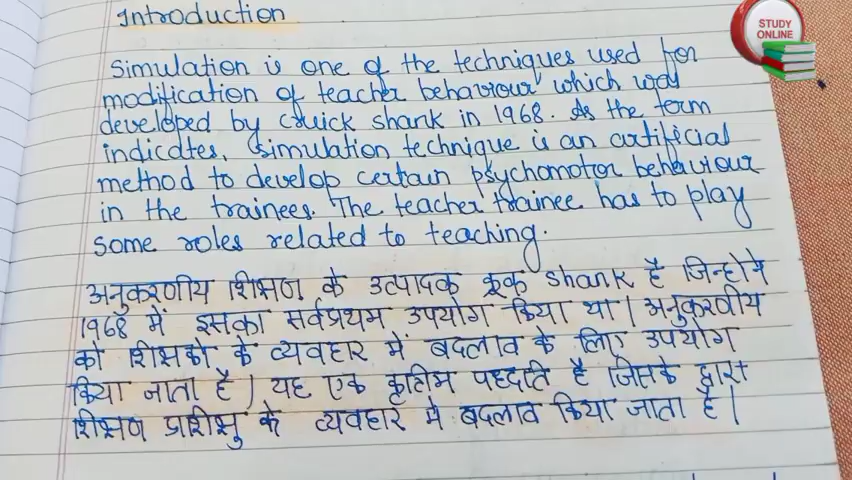 Introduction
STUDY
ONLINE
Simulation is one of the techniques used for
modification of teacher behaviour which was
developed by Cruick shank in 1968. As the term
indicates, simulation technique is an artificial
method to develop certain psychomotor behaviour
in the trainees. The teacher trainee has to play
some roles related to teaching.
अनुकरणीय शिक्षण के उत्पादक क्रूक shank है जिन्होने
1968 में इसका सर्वप्रथम उपयोग किया था। अनुकरवीय
को शिक्षको के व्यवहार में बदलाव के लिए उपयोग
किया जाता है। यह एक कृत्रिम पद्दति है जिसके द्वारा
शिक्षण प्राशिक्षु के व्यवहार मे बदलाव किया जाता है।